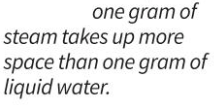 one gram of
steam takes up more
space than one gram of
liquid water.